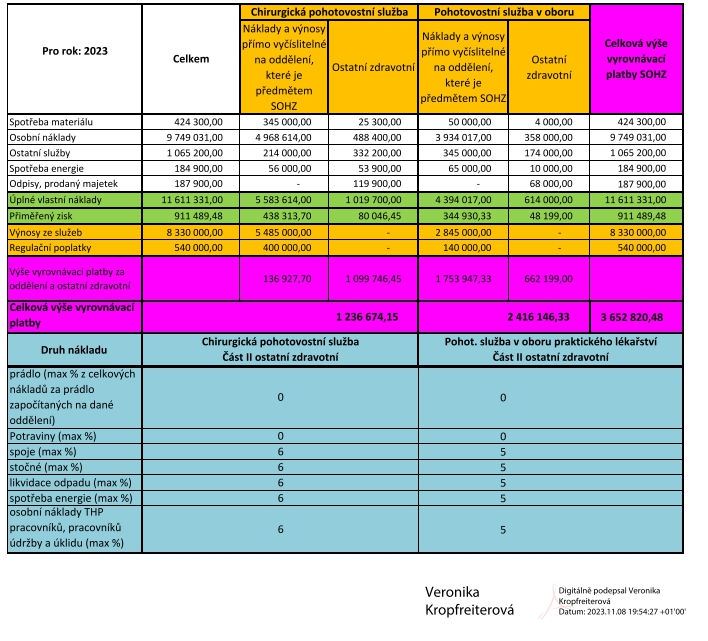 Pro rok: 2023
Celkem
Chirurgická pohotovostní služba
Pohotovostní služba v oboru
Celková výše
vyrovnávací
platby SOHZ
Náklady a výnosy
přímo vyčíslitelné
na oddělení,
které je
předmětem SOHZ
Ostatní zdravotní
Náklady a výnosy
přímo vyčíslitelné
na oddělení,
které je
předmětem SOHZ
Ostatní
zdravotní
Spotřeba materiálu 424 300,00 345 000,00 25 300,00 50 000,00 4 000,00 424 300,00
Osobní náklady 9 749 031,00 4 968 614,00 488 400,00 3 934 017,00 358 000,00 9 749 031,00
Ostatní služby 1 065 200,00 214 000,00 332 200,00 345 000,00 174 000,00 1 065 200,00
Spotřeba energie 184 900,00 56 000,00 53 900,00 65 000,00 10 000,00 184 900,00
Odpisy, prodaný majetek 187 900,00 - 119 900,00 - 68 000,00 187 900,00
Úplné vlastní náklady 11 611 331,00 5 583 614,00 1 019 700,00 4 394 017,00 614 000,00 11 611 331,00
Přiměřený zisk 911 489,48 438 313,70 80 046,45 344 930,33 48 199,00 911 489,48
Výnosy ze služeb 8 330 000,00 5 485 000,00 - 2 845 000,00 - 8 330 000,00
Regulační poplatky 540 000,00 400 000,00 - 140 000,00 - 540 000,00
Výše vyrovnávací platby za
oddělení a ostatní zdravotní
136 927,70 1 099 746,45 1 753 947,33 662 199,00
Celková výše vyrovnávací
platby
1 236 674,15 2 416 146,33 3 652 820,48
Druh nákladu
Chirurgická pohotovostní služba
Část II ostatní zdravotní
Pohot. služba v oboru praktického lékařství
Část II ostatní zdravotní
prádlo (max % z celkových
nákladů za prádlo
započítaných na dané
oddělení)
0 0
Potraviny (max %) 0 0
spoje (max %) 6 5
stočné (max %) 6 5
likvidace odpadu (max %) 6 5
spotřeba energie (max %) 6 5
osobní náklady THP
pracovníků, pracovníků
údržby a úklidu (max %)
6 5
Veronika
Kropfreiterová
Digitálně podepsal Veronika
Kropfreiterová
Datum: 2023.11.08 19:54:27 +01'00'